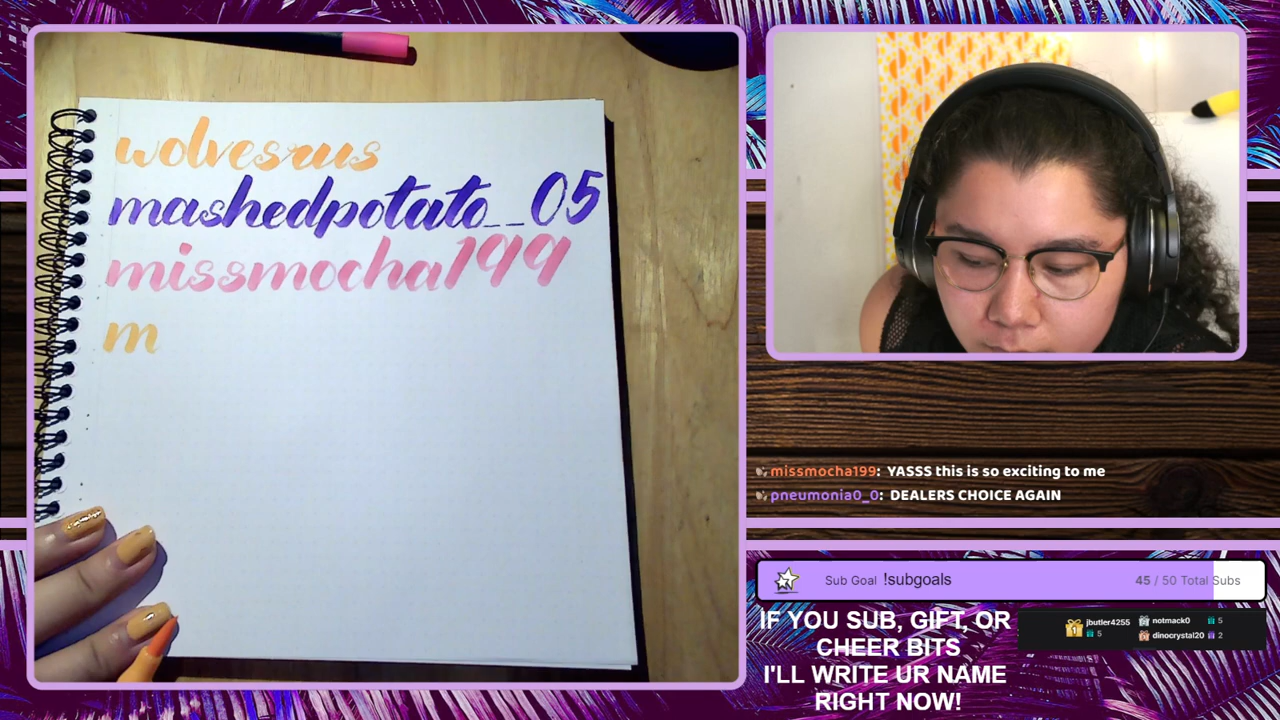 wolvesrus
mashedpotato__05
missmocha199
m
missmocha199: YASSS this is so exciting to me
pneumonia0_0: DEALERS CHOICE AGAIN
Sub Goal !subgoals 45 / 50 Total Subs
IF YOU SUB, GIFT, OR
CHEER BITS
I'LL WRITE UR NAME
RIGHT NOW!
1 jbutler4255 5
notmack0 5
dinocrystal20 2